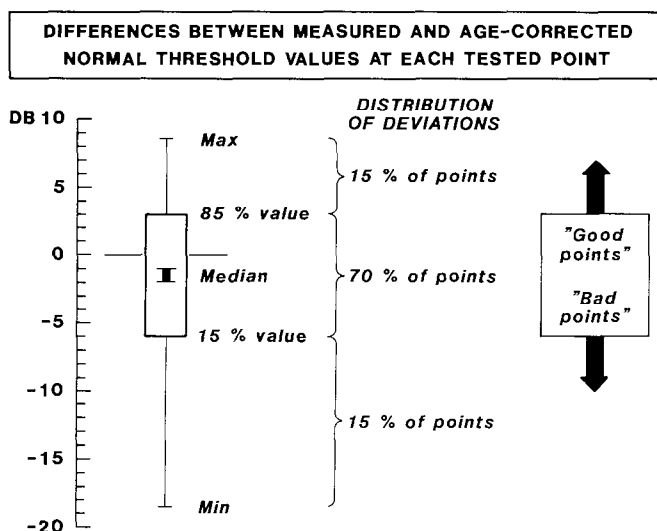 DIFFERENCES BETWEEN MEASURED AND AGE-CORRECTED
NORMAL THRESHOLD VALUES AT EACH TESTED POINT
DB 10
5
0
-5
-10
-15
-20
Max
85 % value
Median
15 % value
Min
DISTRIBUTION
OF DEVIATIONS
15 % of points
70 % of points
15 % of points
"Good
points"
"Bad
points"